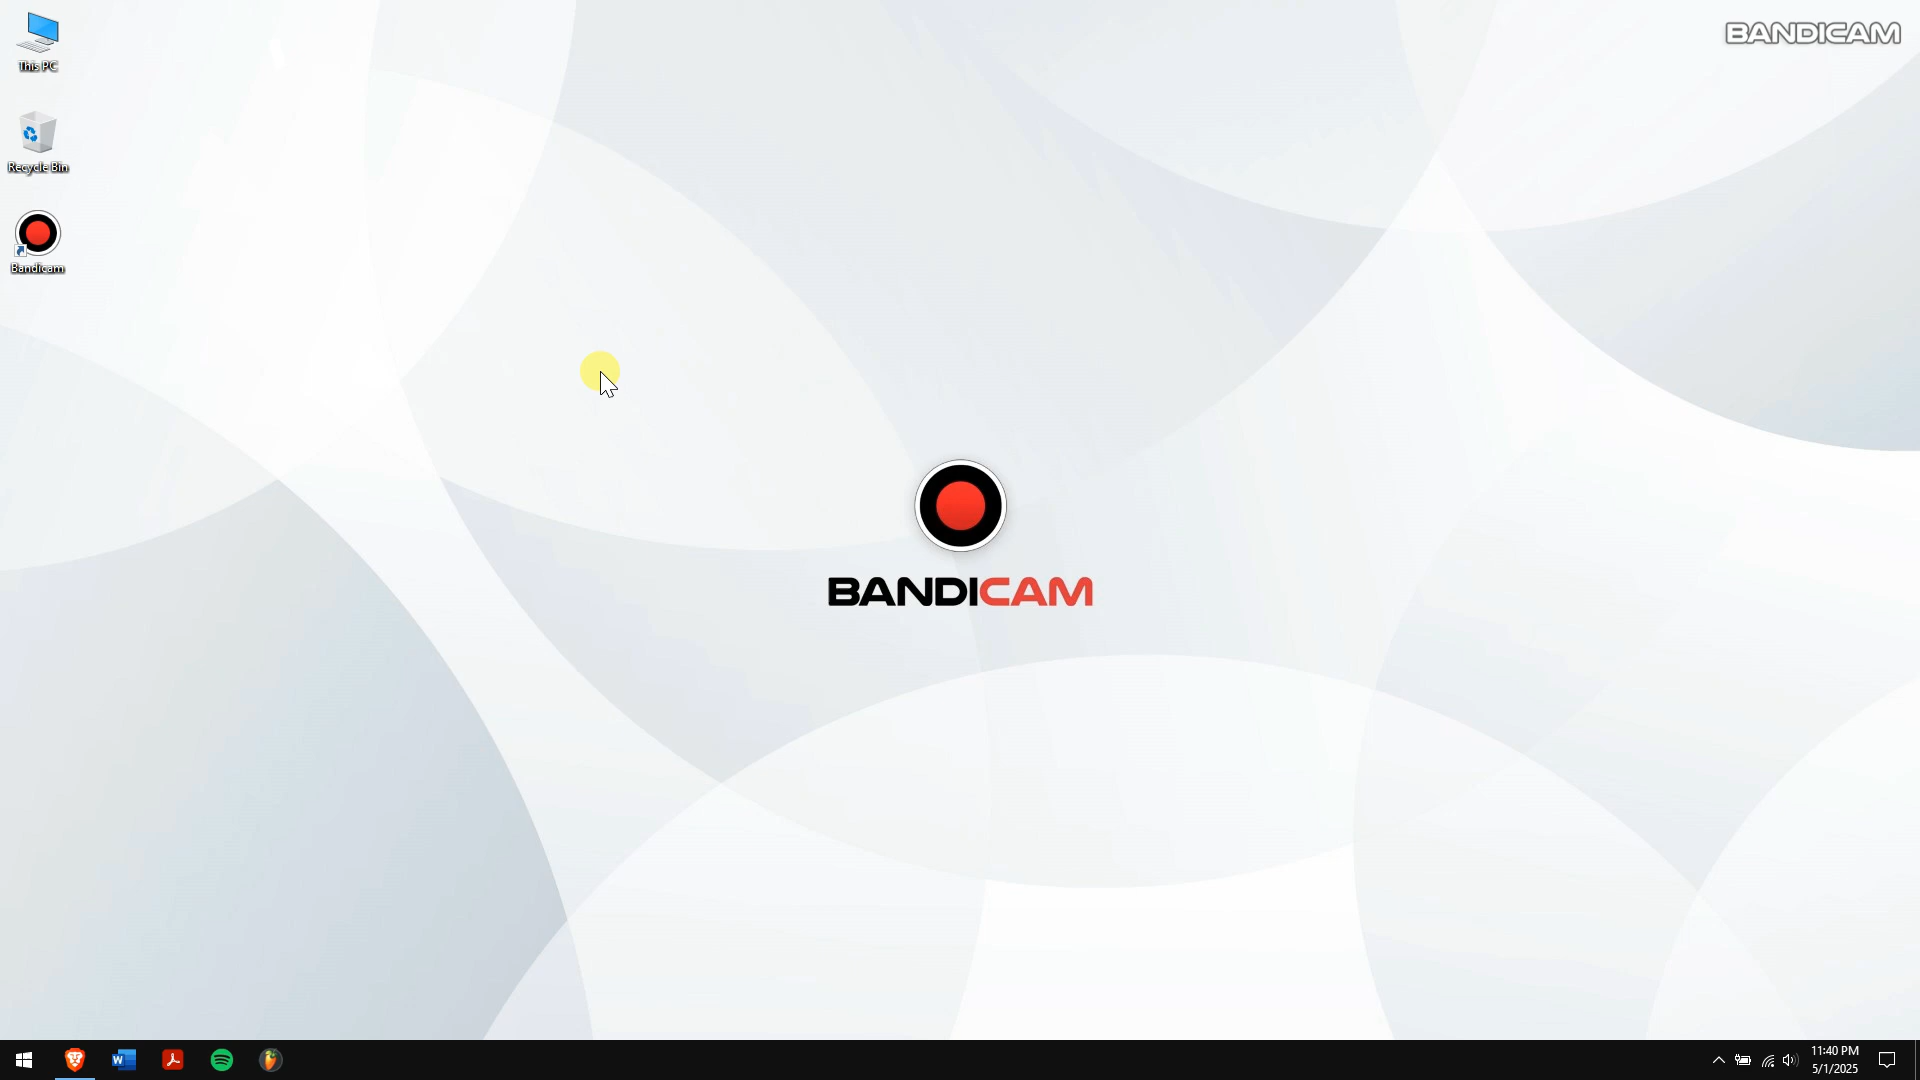 This PC
BANDICAM
Recycle Bin
Bandicam
BANDICAM
11:40 PM
5/1/2025